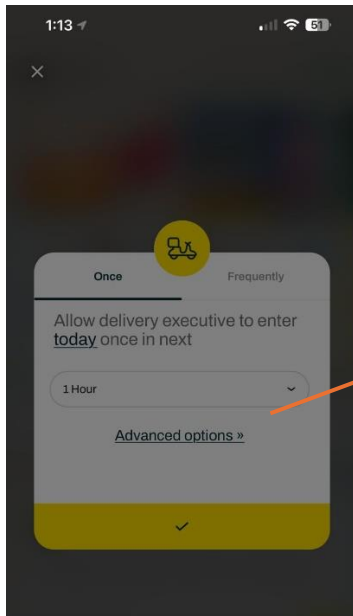 1:13
51
Once Frequently
Allow delivery executive to enter
today once in next
1 Hour
Advanced options »